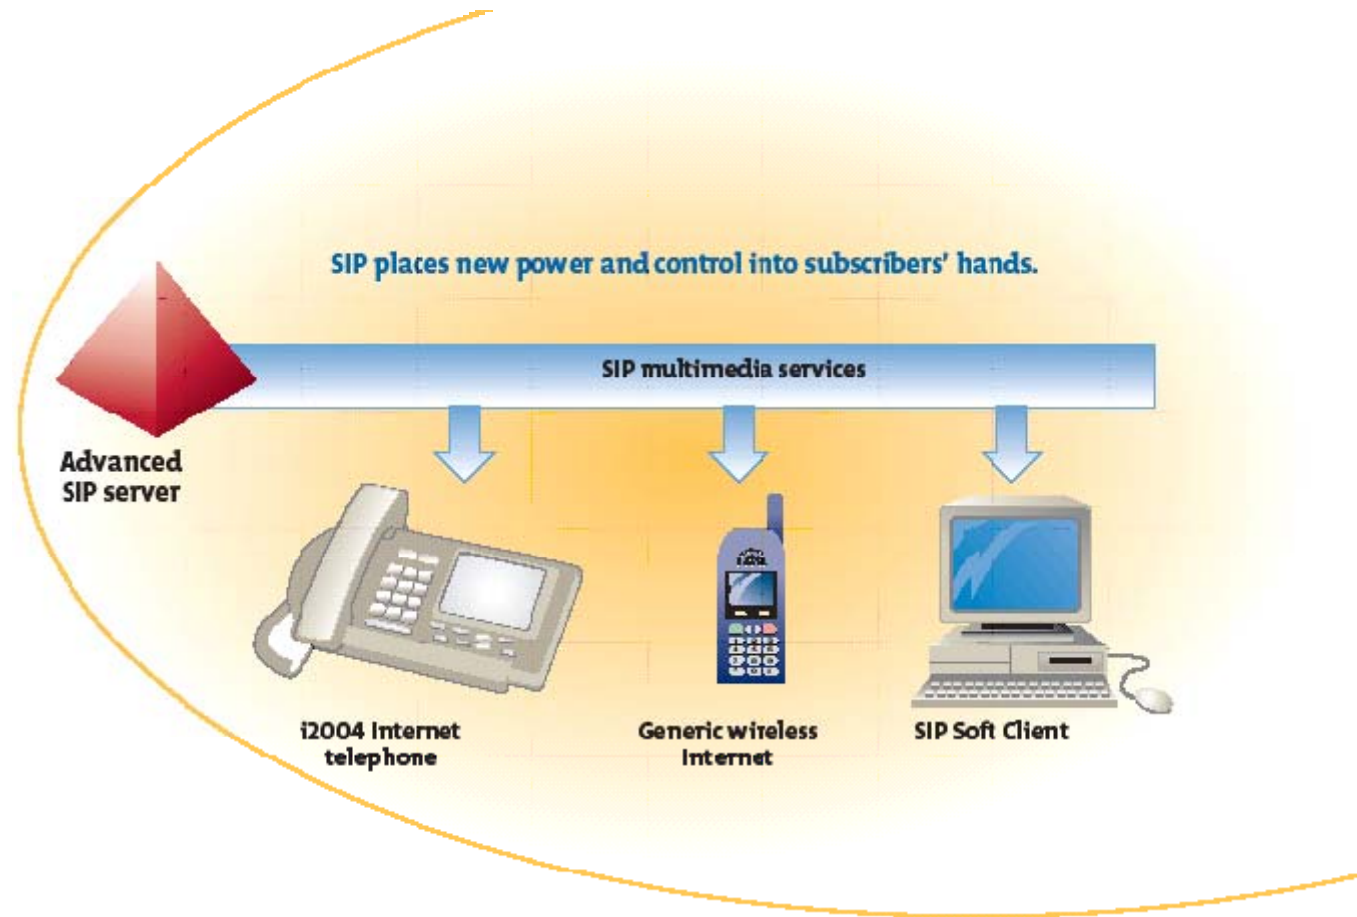 SIP places new power and control into subscribers' hands.
SIP multimedia services
Advanced
SIP server
i2004 Internet
telephone
Generic wireless
Internet
SIP Soft Client